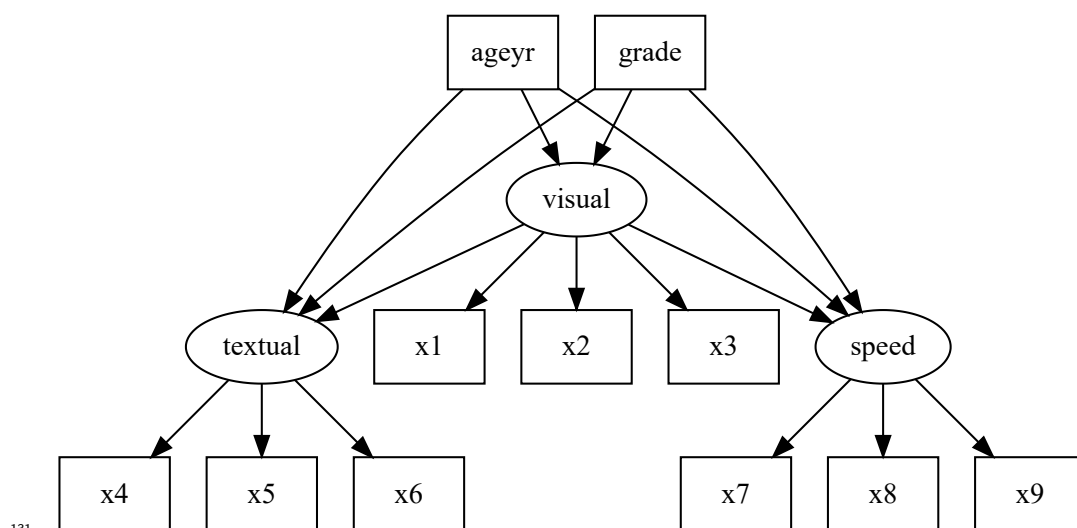 ageyr grade
visual
textual x1 x2 x3 speed
x4 x5 x6 x7 x8 x9
131